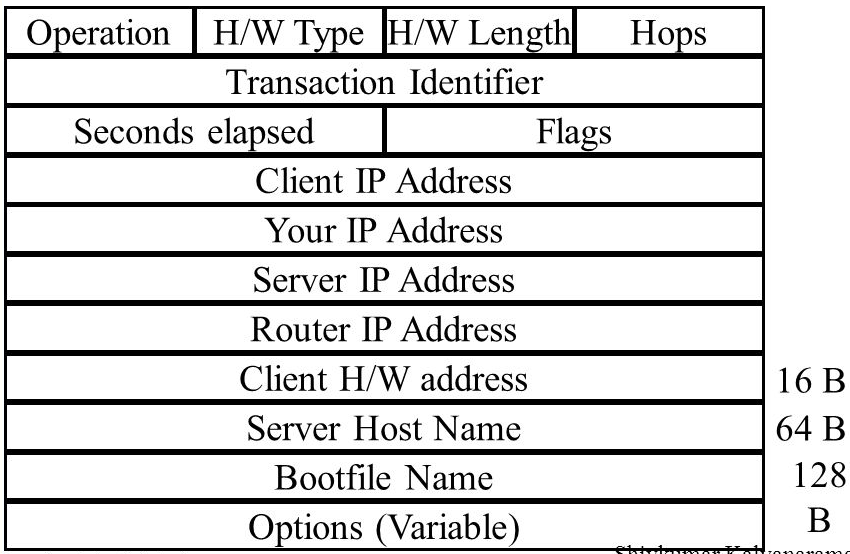 Operation H/W Type H/W Length Hops
Transaction Identifier
Seconds elapsed Flags
Client IP Address
Your IP Address
Server IP Address
Router IP Address
Client H/W address 16 B
Server Host Name 64 B
Bootfile Name 128
Options (Variable) B